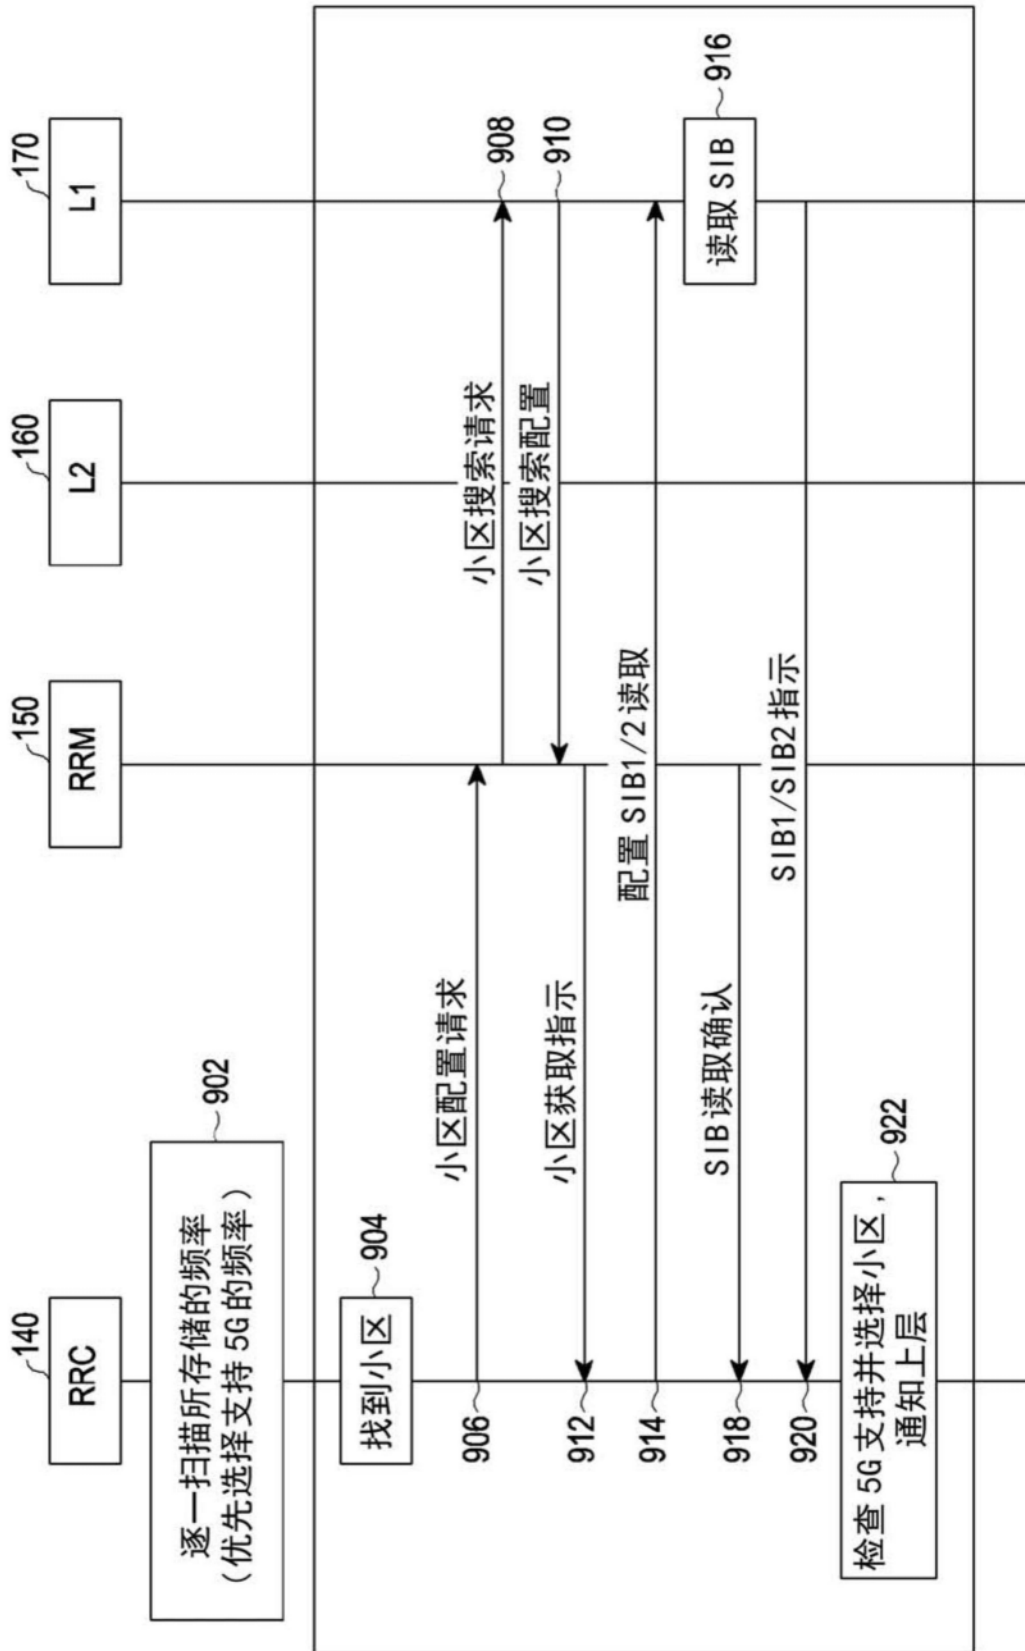 140
RRC
150
RRM
160
L2
170
L1
逐一扫描所存储的频率
(优先选择支持 5G 的频率)
902
找到小区
904
小区配置请求
906
小区搜索请求
908
小区搜索配置
910
小区获取指示
912
配置 SIB1/2 读取
914
读取 SIB
916
SIB 读取确认
918
SIB1/SIB2 指示
920
检查 5G 支持并选择小区,
通知上层
922